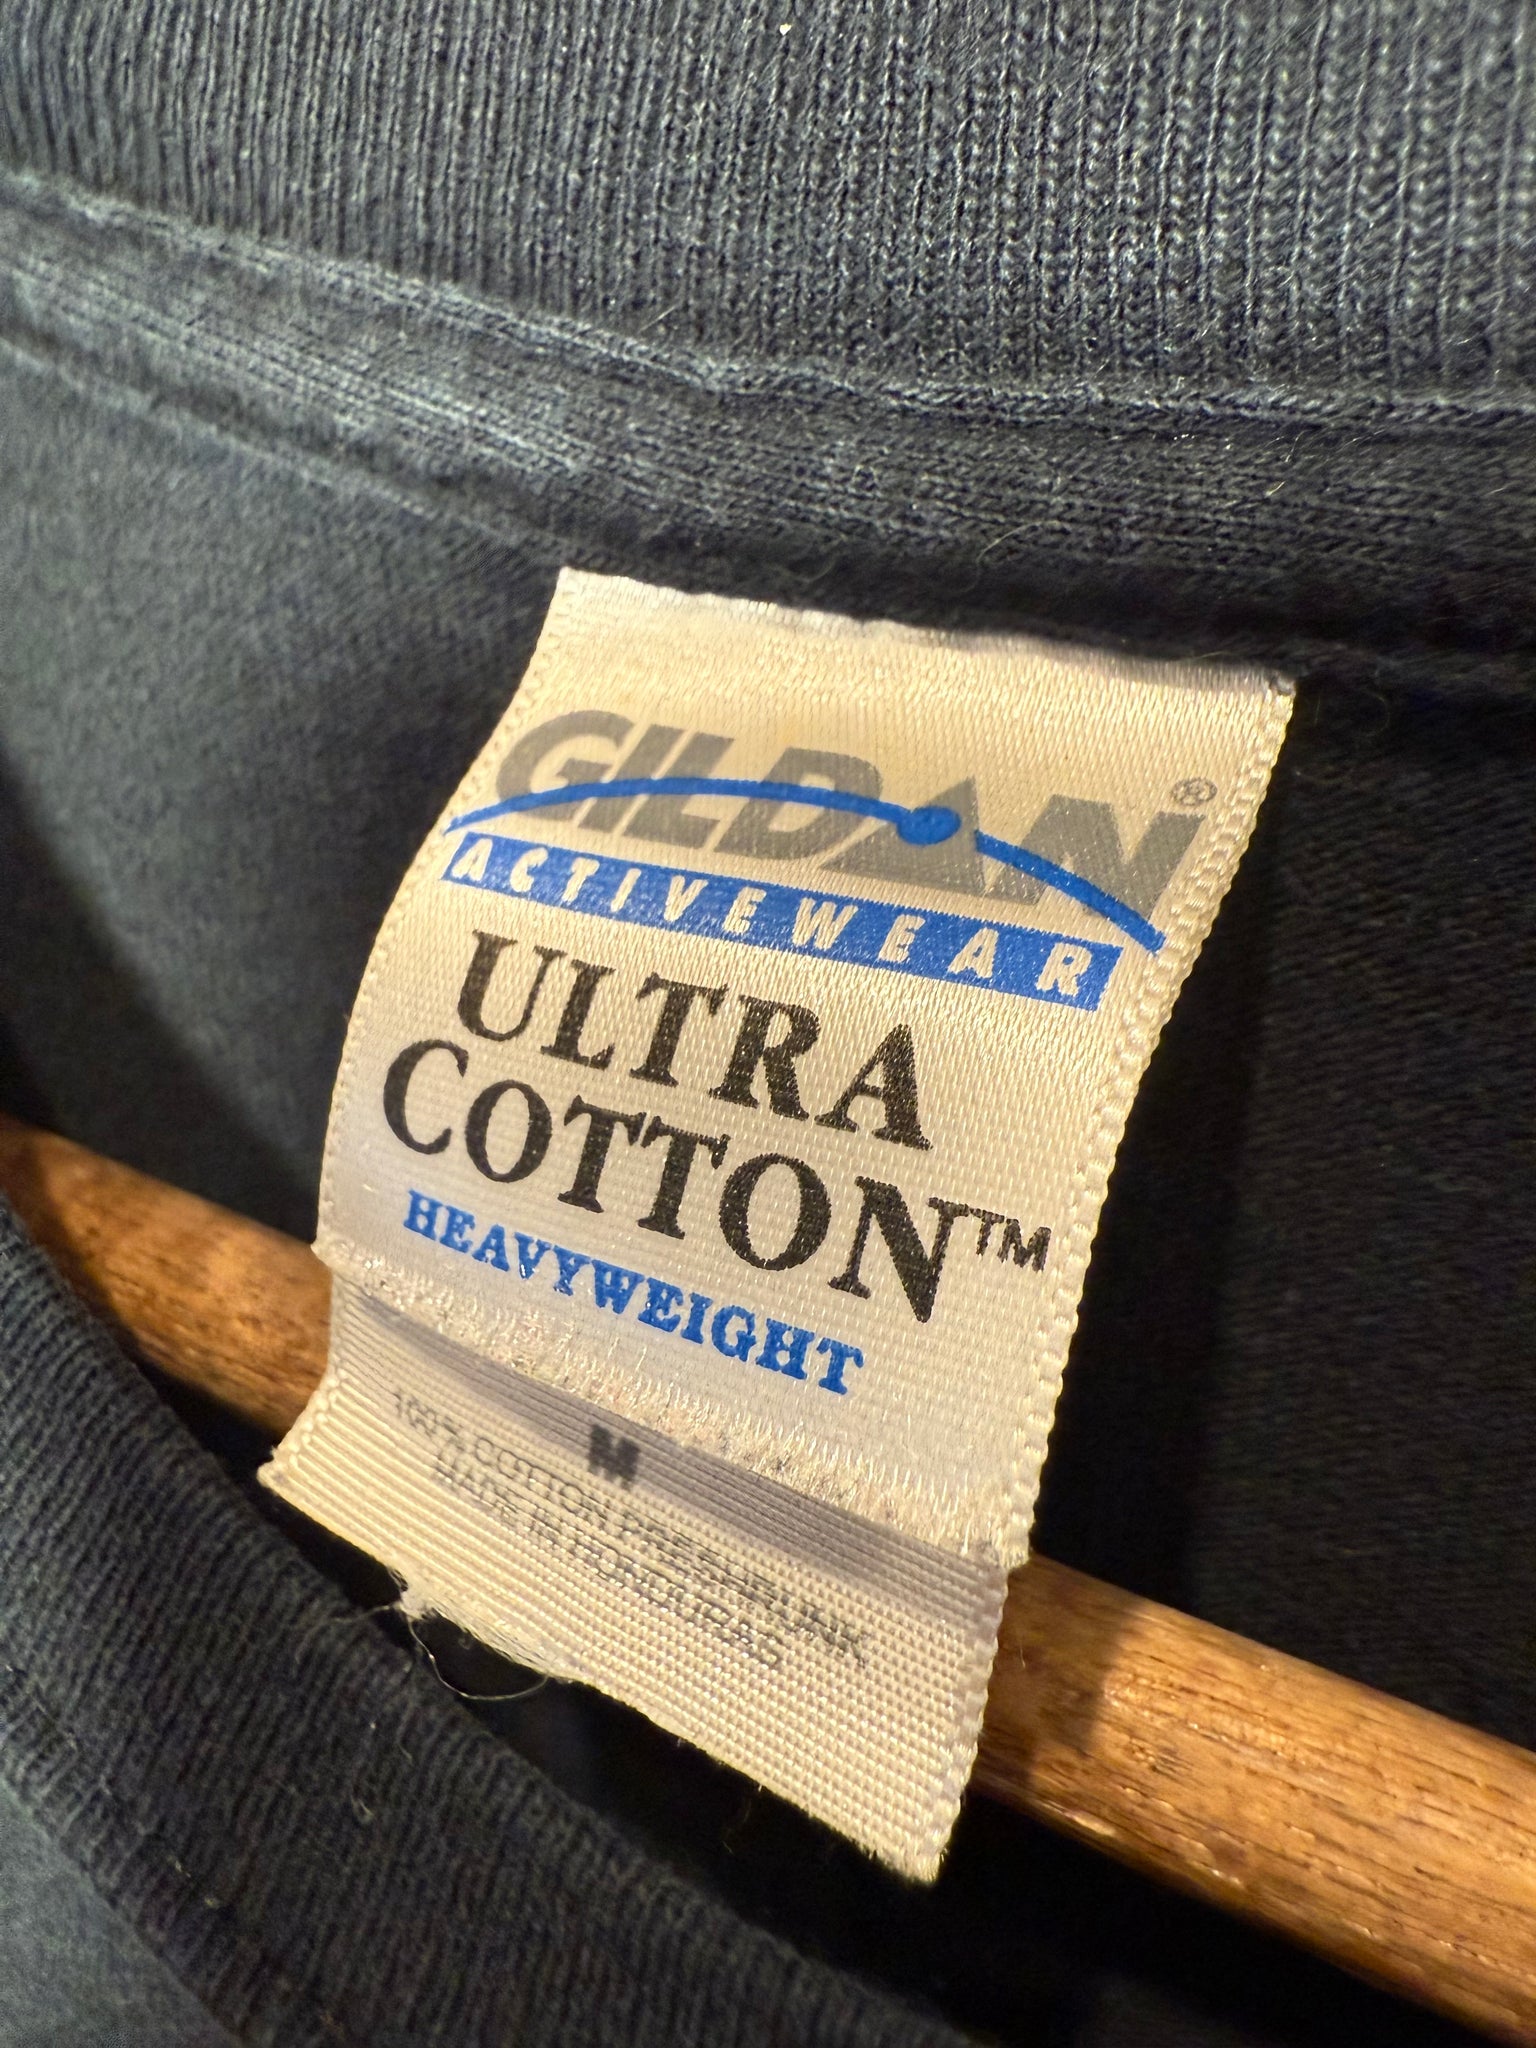 GILDAN®
ACTIVEWEAR
ULTRA
COTTON™
HEAVYWEIGHT
M
100% COTTON PRESHRUNK
MADE IN HONDURAS